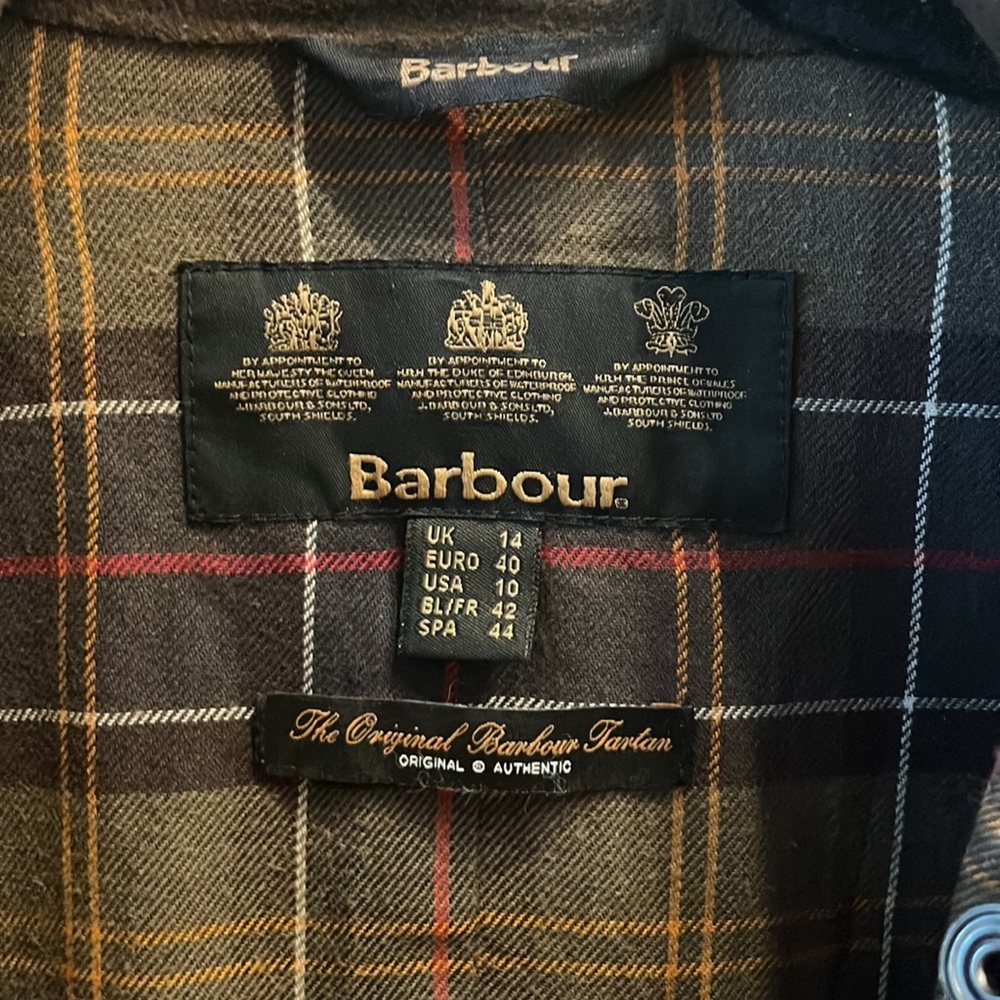 Barbour
BY APPOINTMENT TO
HER MAJESTY THE QUEEN
MANUFACTURERS OF WATERPROOF
AND PROTECTIVE CLOTHING
J.BARBOUR & SONS LTD,
SOUTH SHIELDS.
BY APPOINTMENT TO
H.R.H THE DUKE OF EDINBURGH,
MANUFACTURERS OF WATERPROOF
AND PROTECTIVE CLOTHING
J.BARBOUR & SONS LTD,
SOUTH SHIELDS.
BY APPOINTMENT TO
H.R.H THE PRINCE OF WALES
MANUFACTURERS OF WATERPROOF
AND PROTECTIVE CLOTHING
J.BARBOUR & SONS LTD
SOUTH SHIELDS.
Barbour
UK 14
EURO 40
USA 10
BL/FR 42
SPA 44
The Original Barbour Tartan
ORIGINAL ® AUTHENTIC